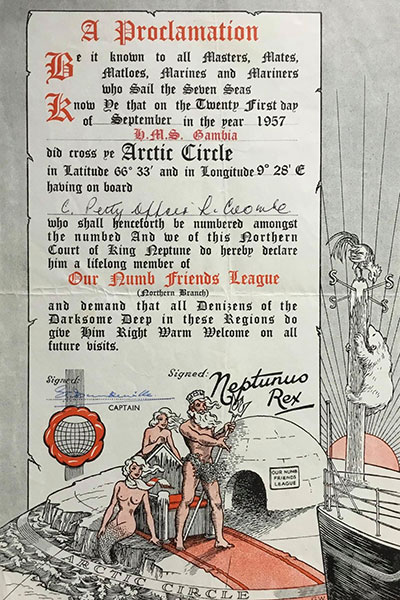 A Proclamation
Be it known to all Masters, Mates,
Matloes, Marines and Mariners
who Sail the Seven Seas
Know Ye that on the Twenty First day
of September in the year 1957
H.M.S. Gambia
did cross ye Arctic Circle
in Latitude 66° 33' and in Longitude 9° 28' E
having on board
C. Petty Officer R. Coombe
who shall henceforth be numbered amongst
the numbed And we of this Northern
Court of King Neptune do hereby declare
him a lifelong member of
Our Numb Friends League
(Northern Branch)
and demand that all Denizens of the
Darksome Deep in these Regions do
give Him Right Warm Welcome on all
future visits.
Signed:
CAPTAIN
Signed: Neptunus
Rex
N
S
OUR NUMB
FRIENDS
LEAGUE
ARCTIC CIRCLE